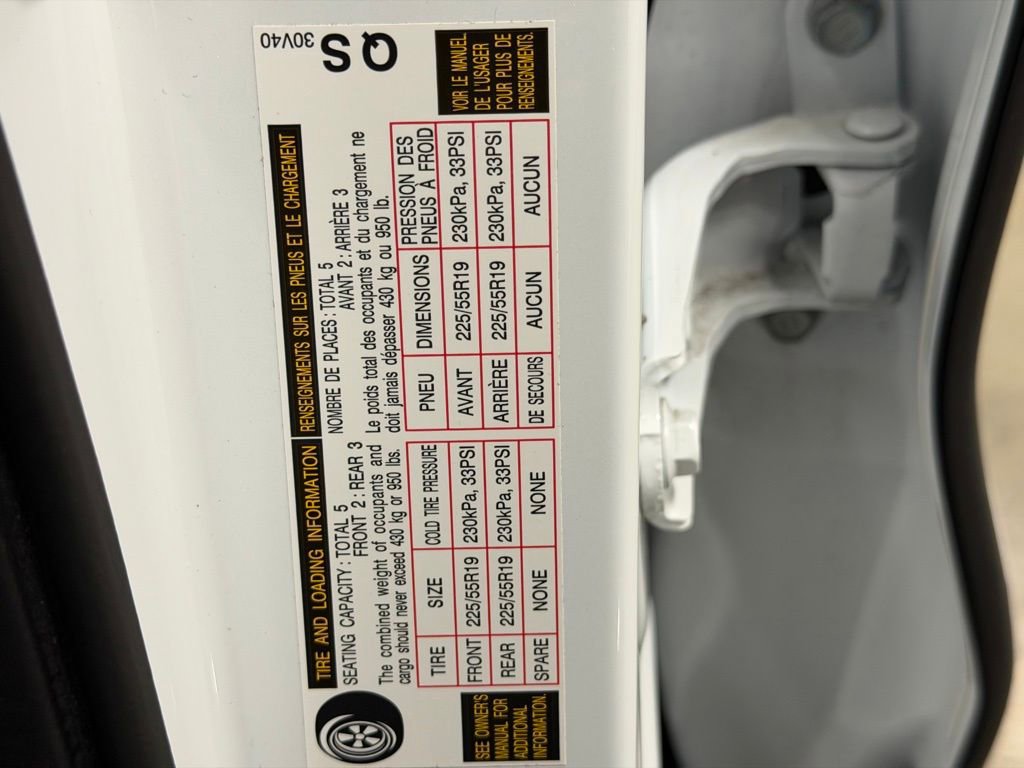 TIRE AND LOADING INFORMATION
SEATING CAPACITY : TOTAL 5
FRONT 2 : REAR 3
The combined weight of occupants and
cargo should never exceed 430 kg or 950 lbs.
TIRE SIZE COLD TIRE PRESSURE
FRONT 225/55R19 230kPa, 33PSI
REAR 225/55R19 230kPa, 33PSI
SPARE NONE NONE
SEE OWNER'S
MANUAL FOR
ADDITIONAL
INFORMATION.
RENSEIGNEMENTS SUR LES PNEUS ET LE CHARGEMENT
NOMBRE DE PLACES : TOTAL 5
AVANT 2 : ARRIÈRE 3
Le poids total des occupants et du chargement ne
doit jamais dépasser 430 kg ou 950 lb.
PNEU DIMENSIONS PRESSION DES
PNEUS À FROID
AVANT 225/55R19 230kPa, 33PSI
ARRIÈRE 225/55R19 230kPa, 33PSI
DE SECOURS AUCUN AUCUN
VOIR LE MANUEL
DE L'USAGER
POUR PLUS DE
RENSEIGNEMENTS.
30V40
QS